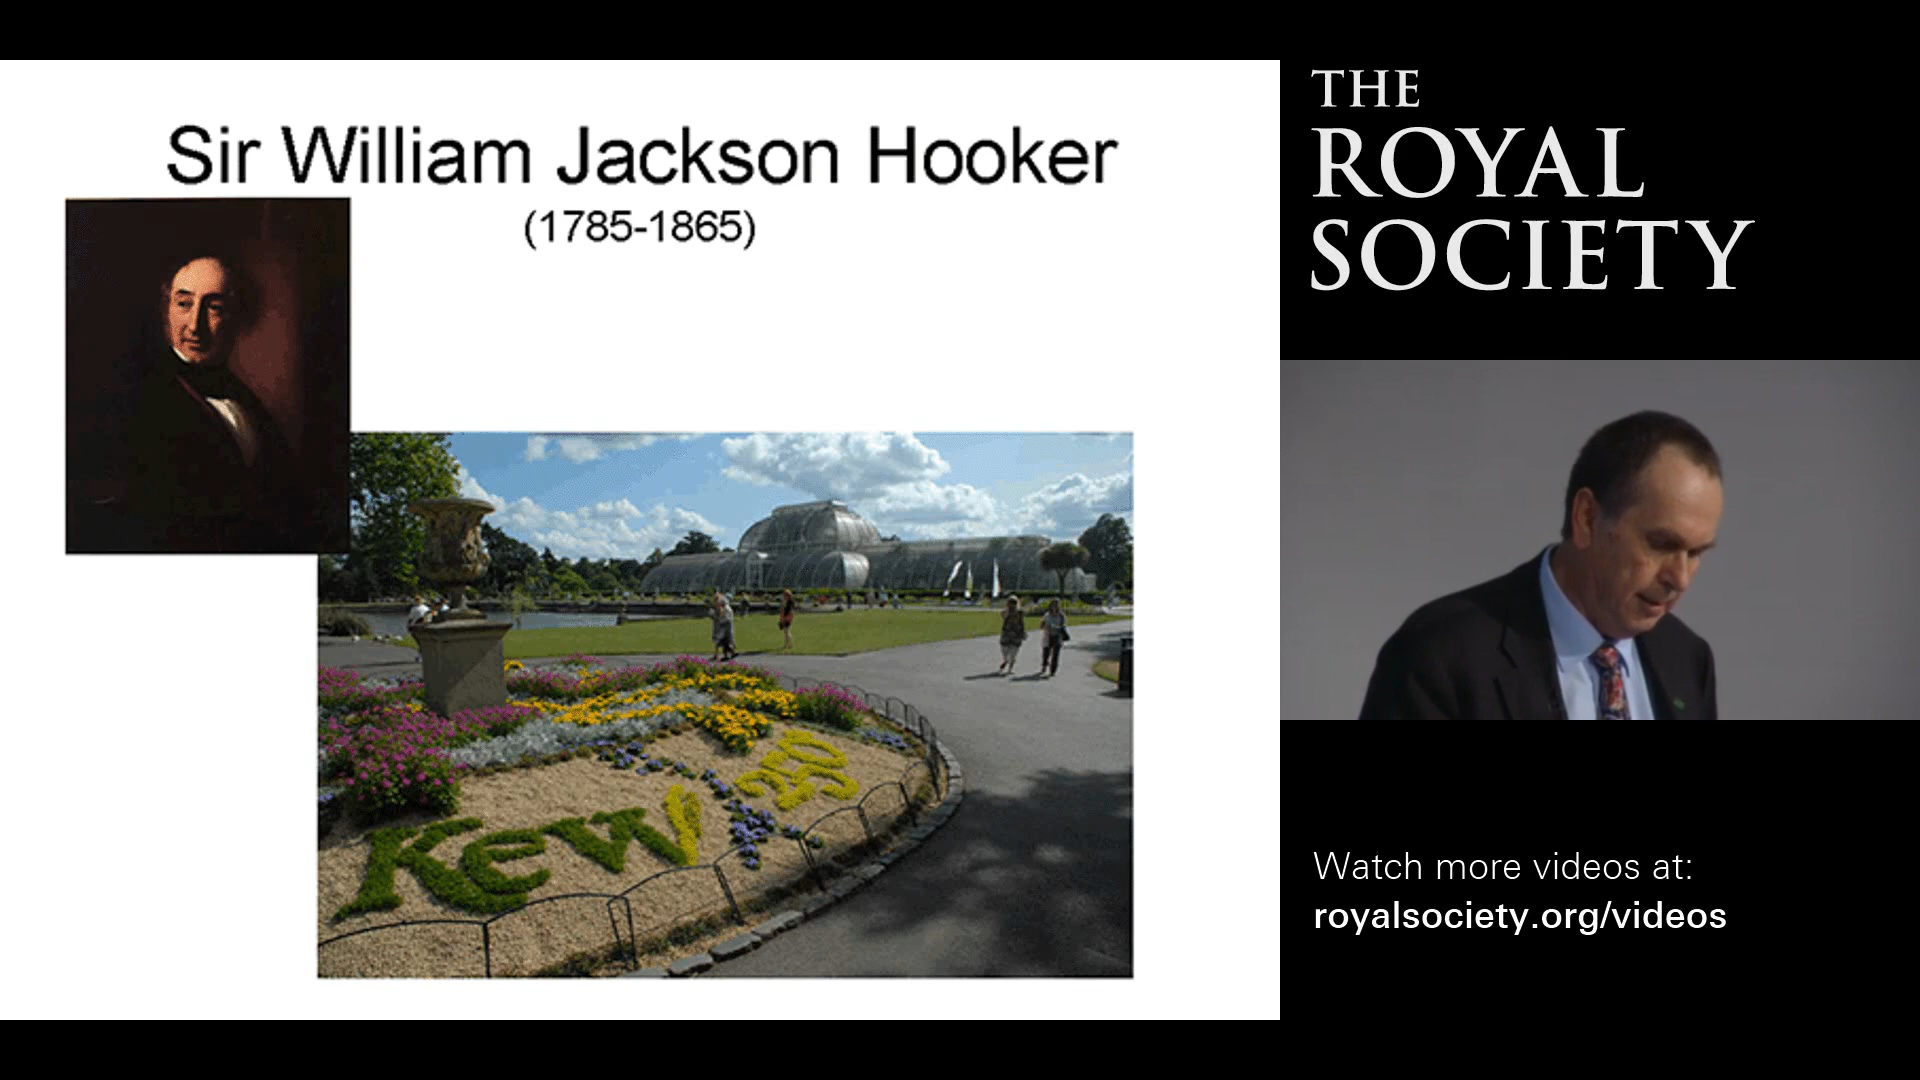 Sir William Jackson Hooker
(1785-1865)
Kew 250
THE
ROYAL
SOCIETY
Watch more videos at:
royalsociety.org/videos